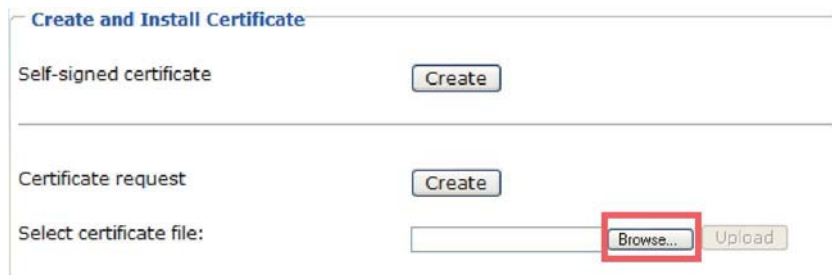 Create and Install Certificate
Self-signed certificate Create
Certificate request Create
Select certificate file: Browse... Upload